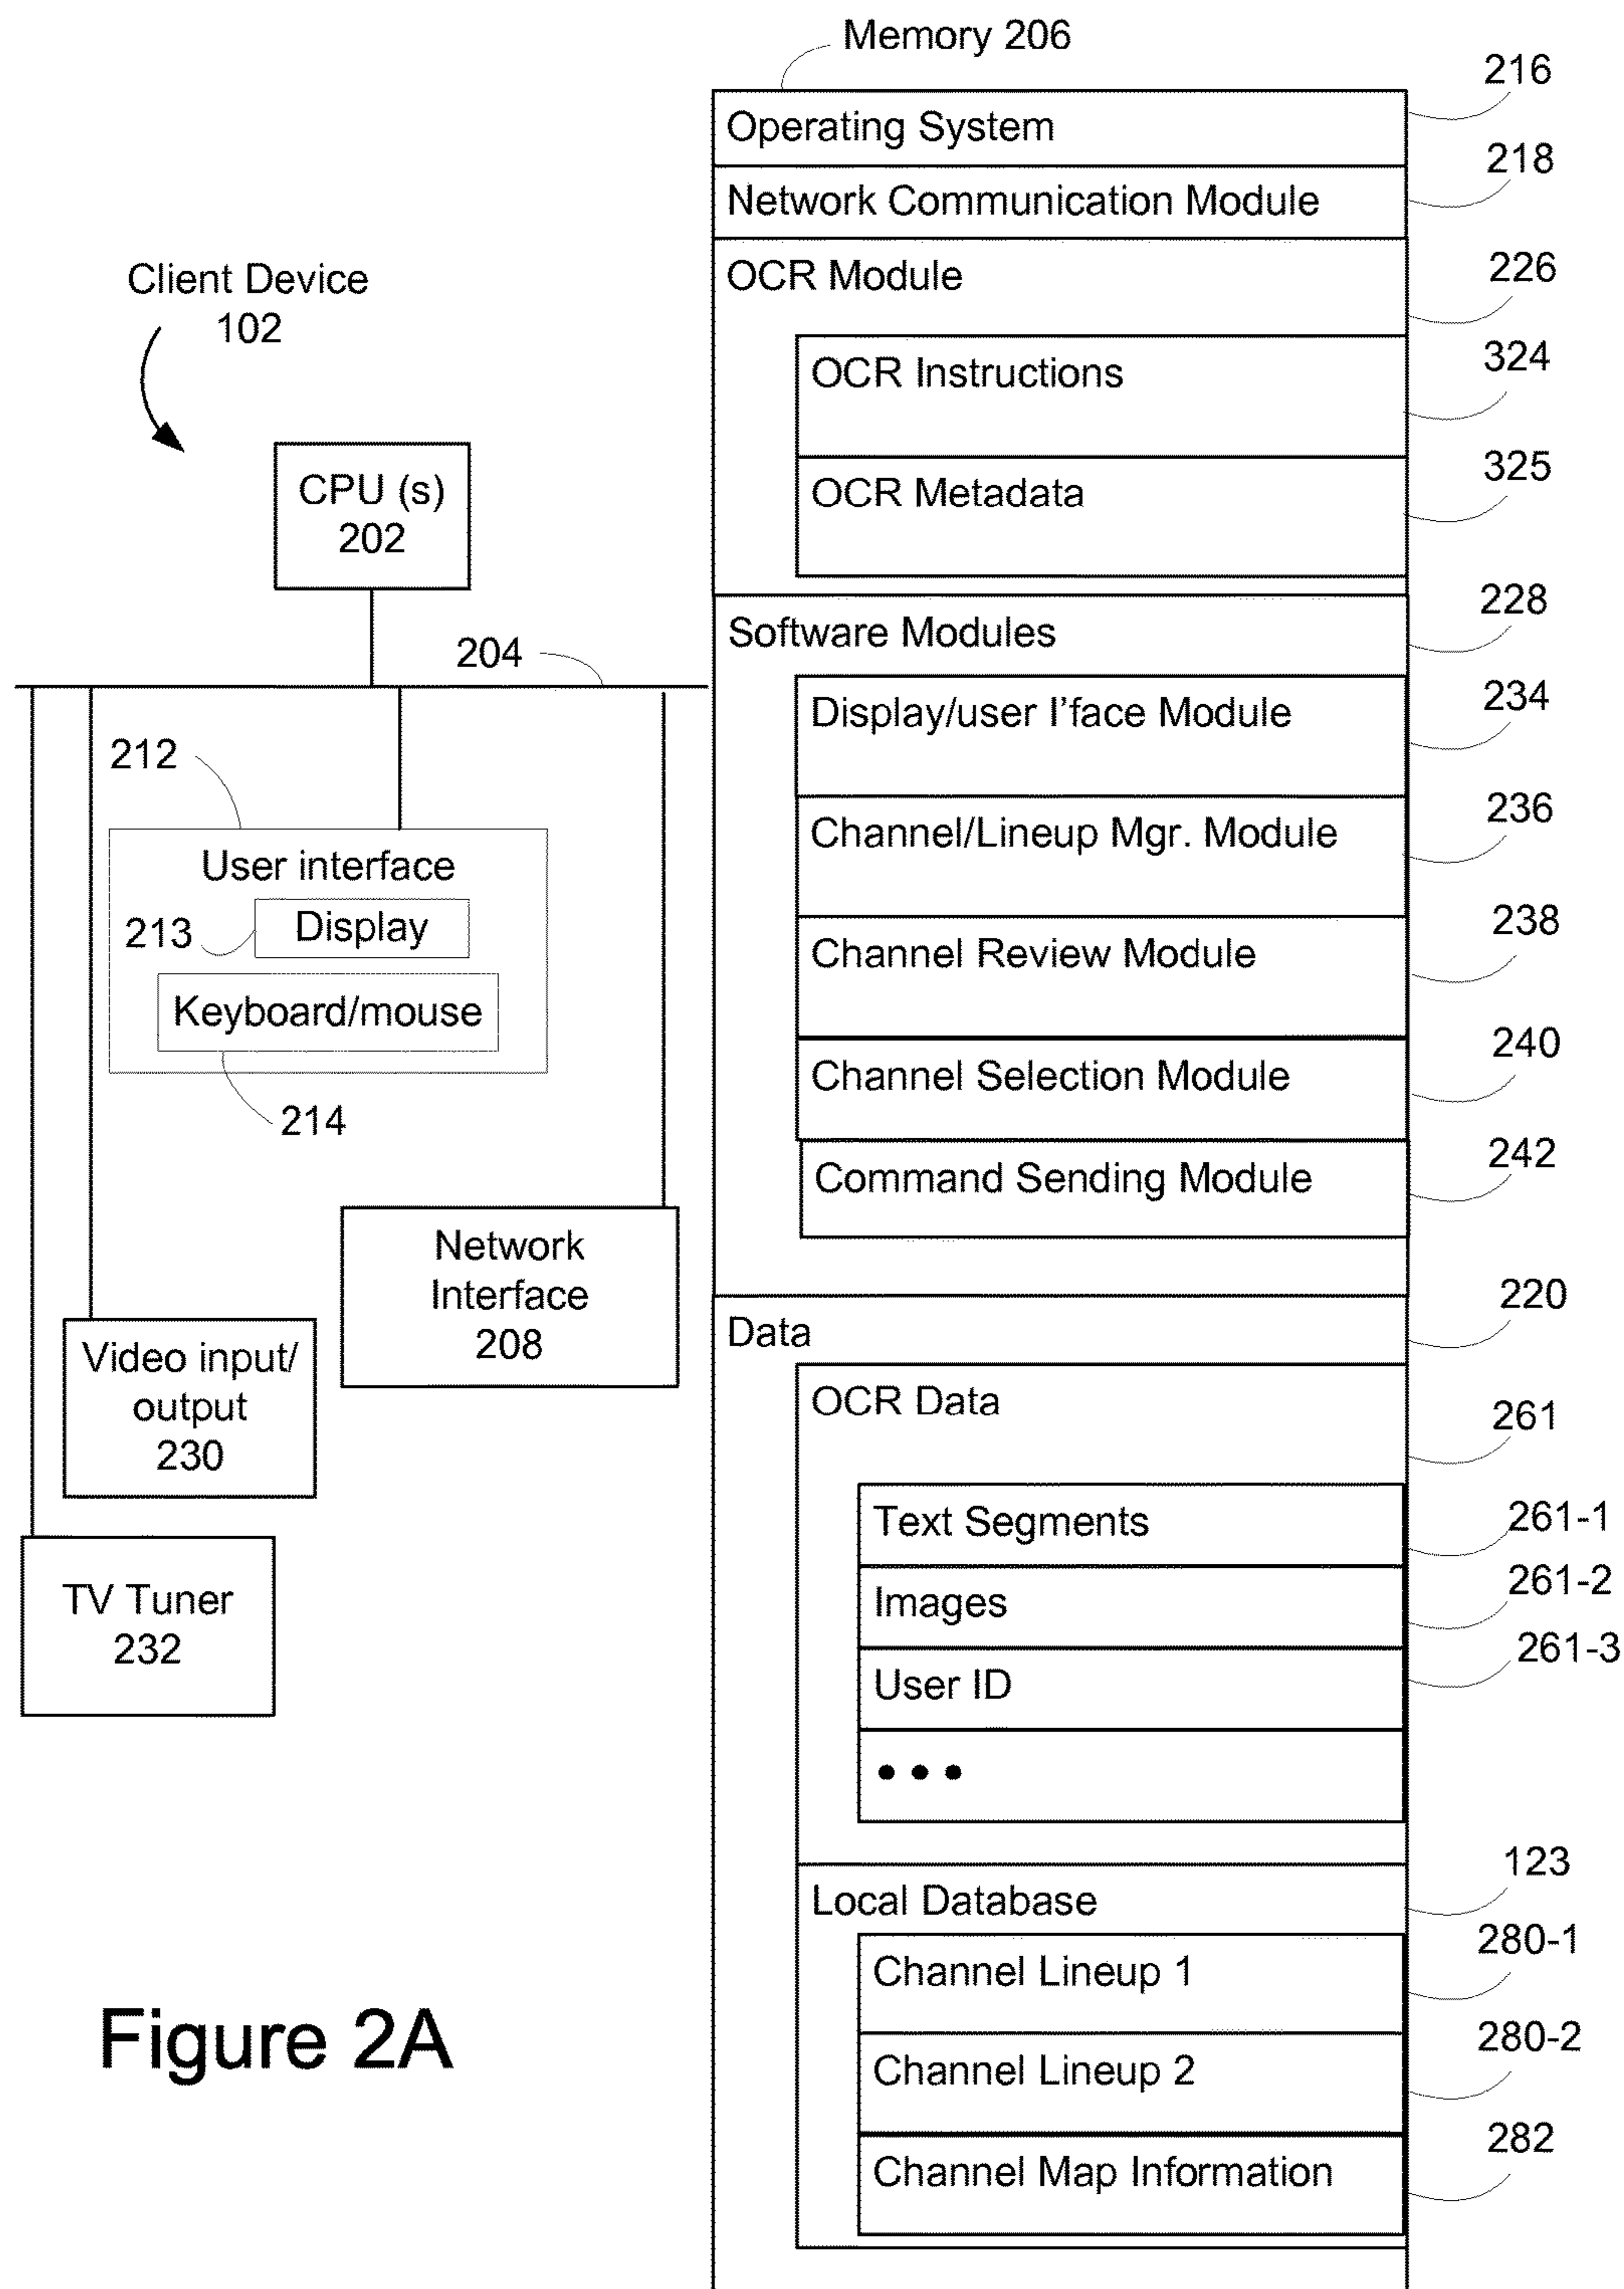 Memory 206
216
Operating System
218
Network Communication Module
226
OCR Module
324
OCR Instructions
325
OCR Metadata
228
Software Modules
234
Display/user I'face Module
236
Channel/Lineup Mgr. Module
238
Channel Review Module
240
Channel Selection Module
242
Command Sending Module
220
Data
261
OCR Data
261-1
Text Segments
261-2
Images
261-3
User ID
•••
123
Local Database
280-1
Channel Lineup 1
280-2
Channel Lineup 2
282
Channel Map Information
Client Device
102
CPU (s)
202
204
212
User interface
213
Display
Keyboard/mouse
214
Network
Interface
208
Video input/
output
230
TV Tuner
232
Figure 2A